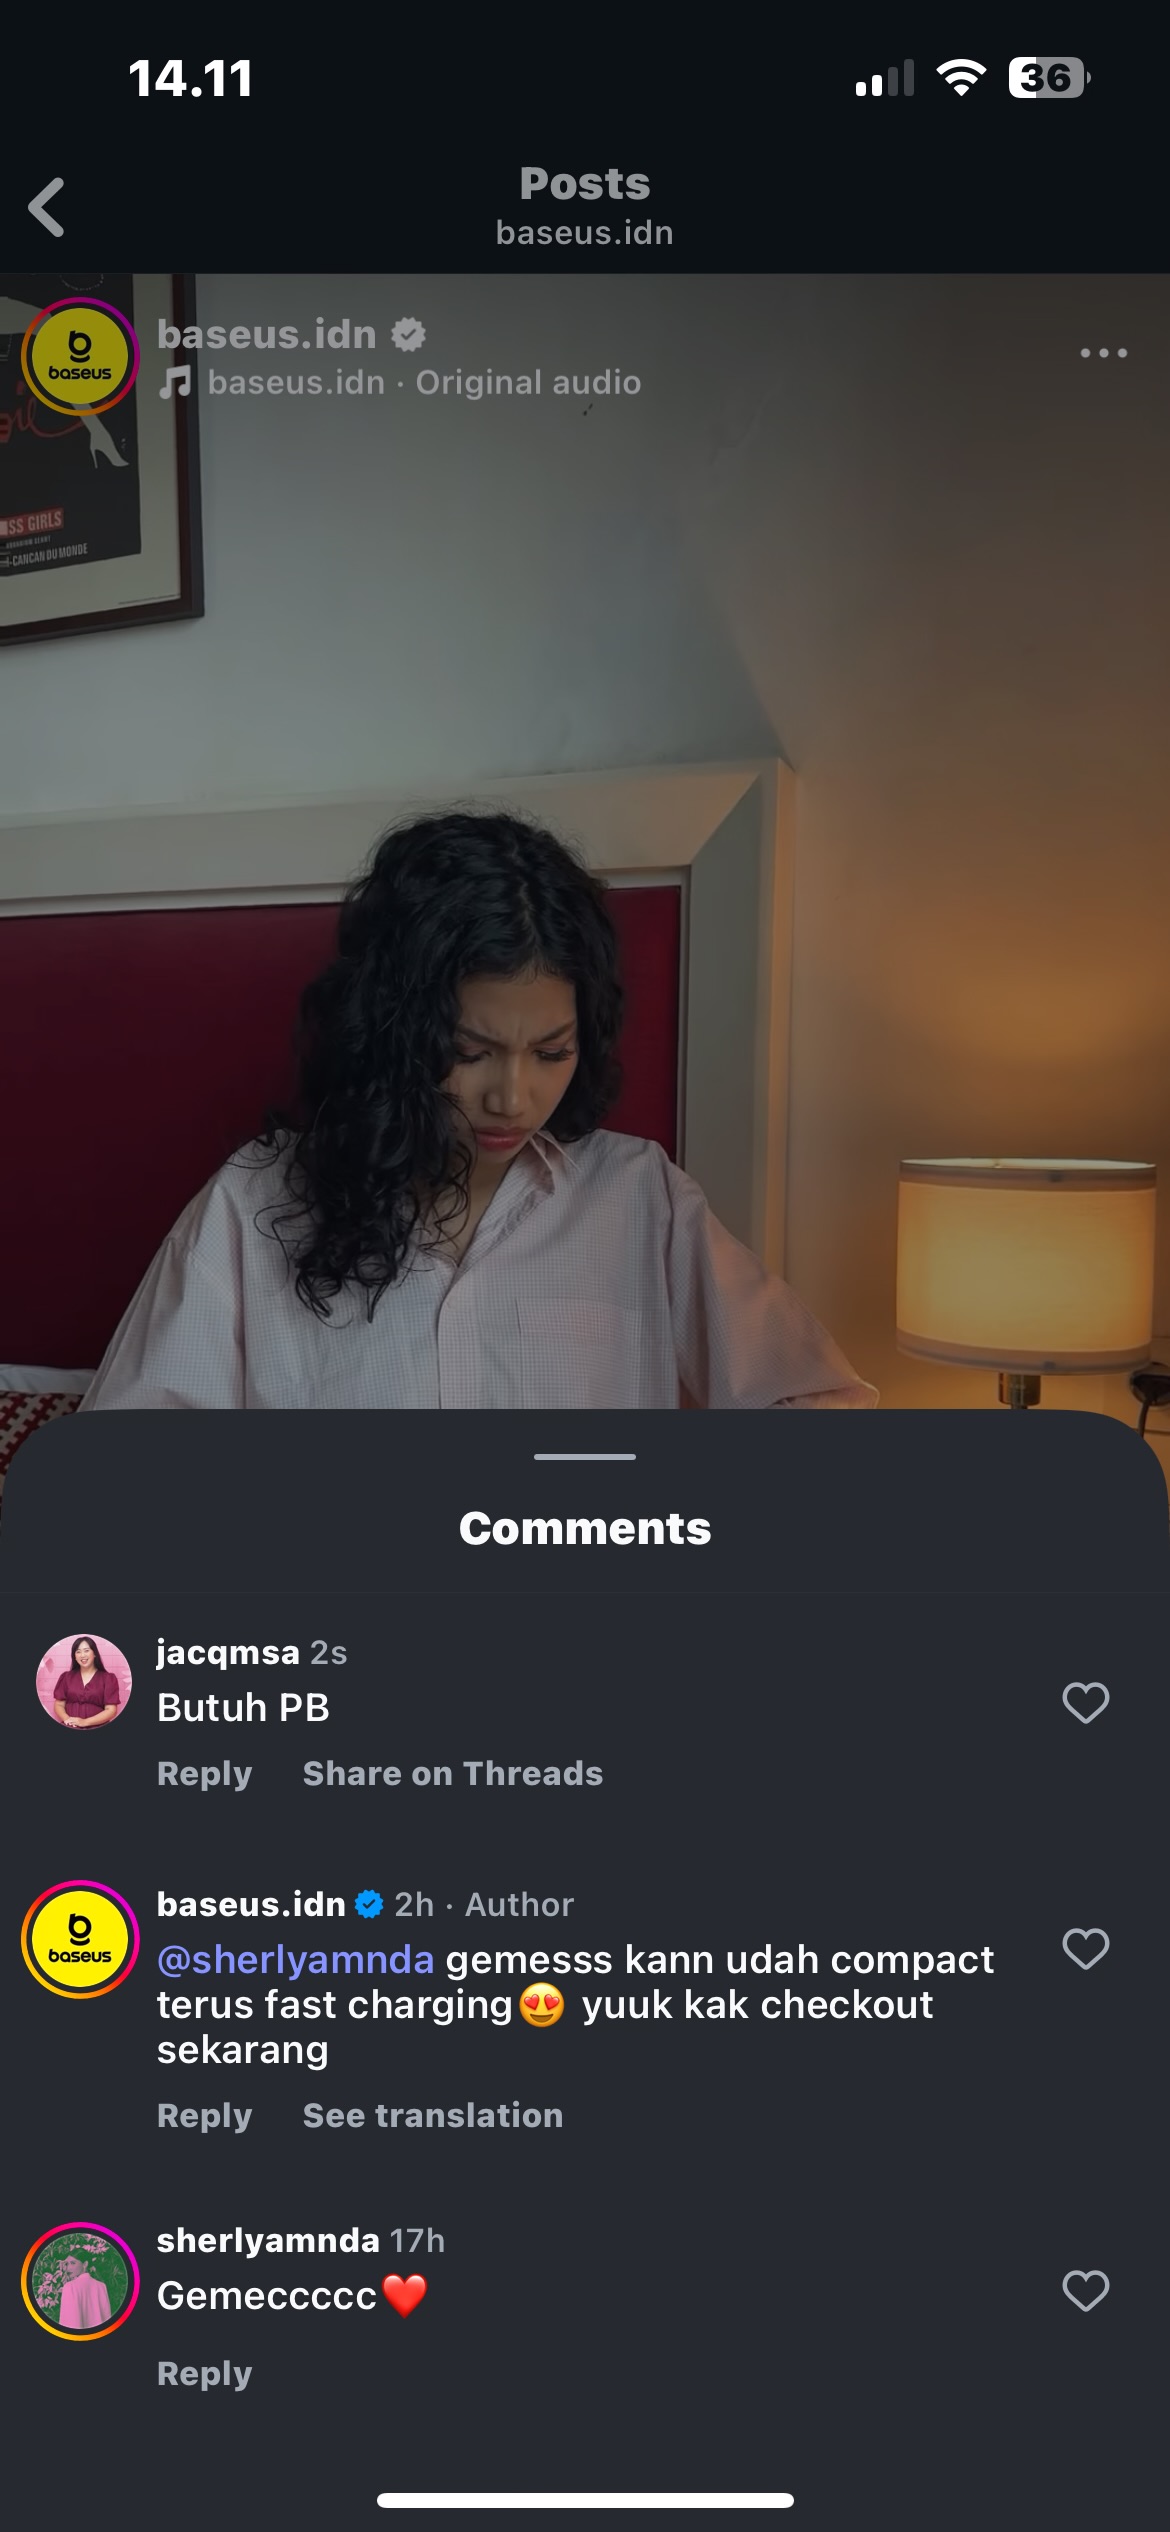 14.11
36
Posts
baseus.idn
baseus
baseus.idn
baseus.idn · Original audio
SS GIRLS
-CANCAN DU MONDE
Comments
jacqmsa 2s
Butuh PB
Reply Share on Threads
baseus
baseus.idn 2h · Author
@sherlyamnda gemesss kann udah compact
terus fast charging😍 yuuk kak checkout
sekarang
Reply See translation
sherlyamnda 17h
Gemeccccc❤️
Reply